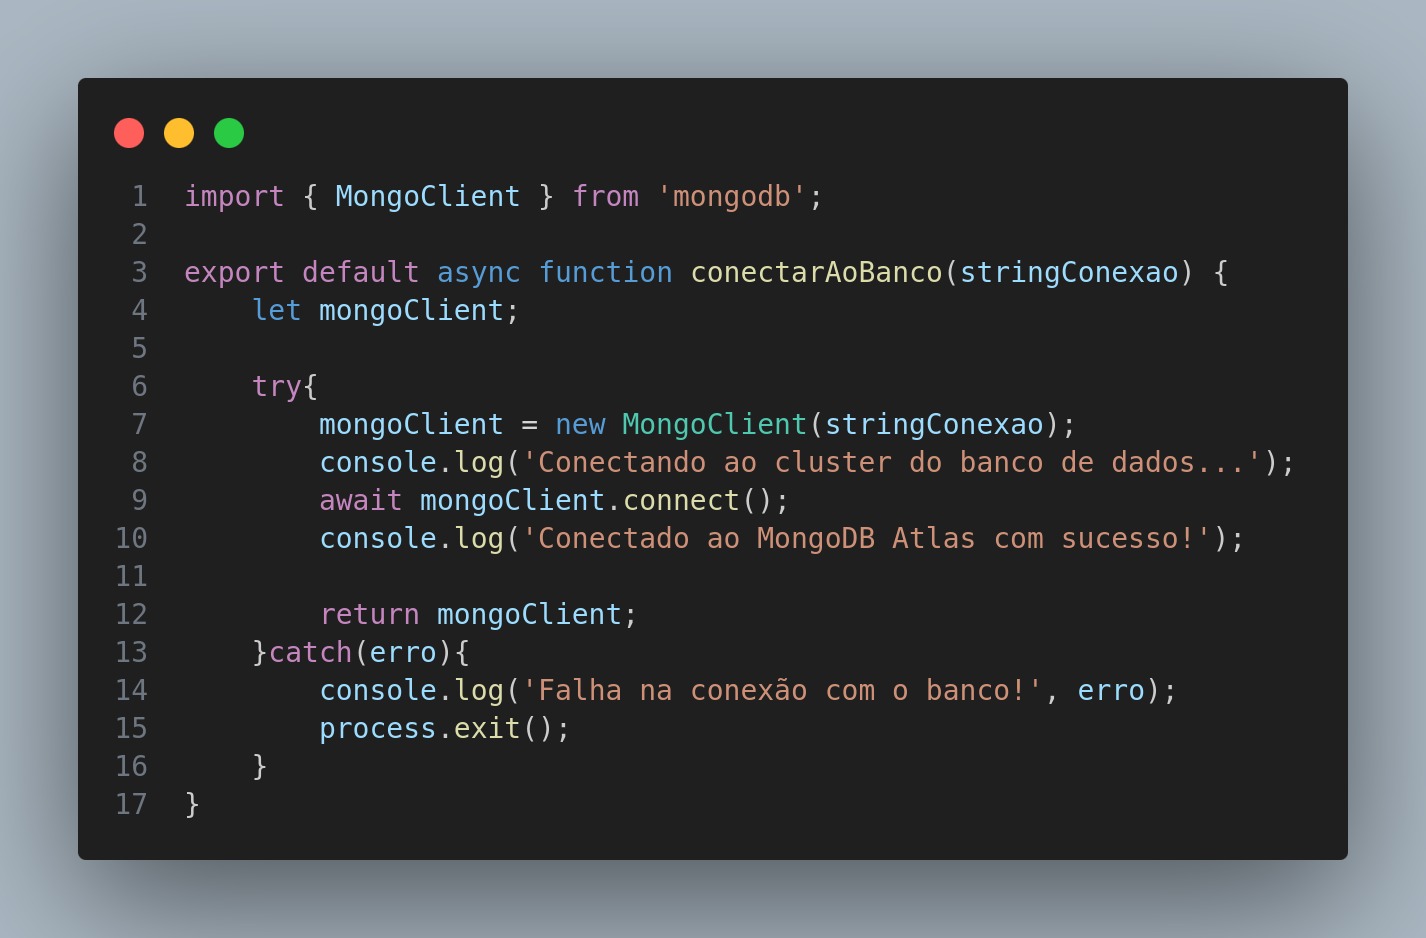 1 import { MongoClient } from 'mongodb';
2
3 export default async function conectarAoBanco(stringConexao) {
4     let mongoClient;
5
6     try{
7         mongoClient = new MongoClient(stringConexao);
8         console.log('Conectando ao cluster do banco de dados...');
9         await mongoClient.connect();
10         console.log('Conectado ao MongoDB Atlas com sucesso!');
11
12         return mongoClient;
13     }catch(erro){
14         console.log('Falha na conexão com o banco!', erro);
15         process.exit();
16     }
17 }